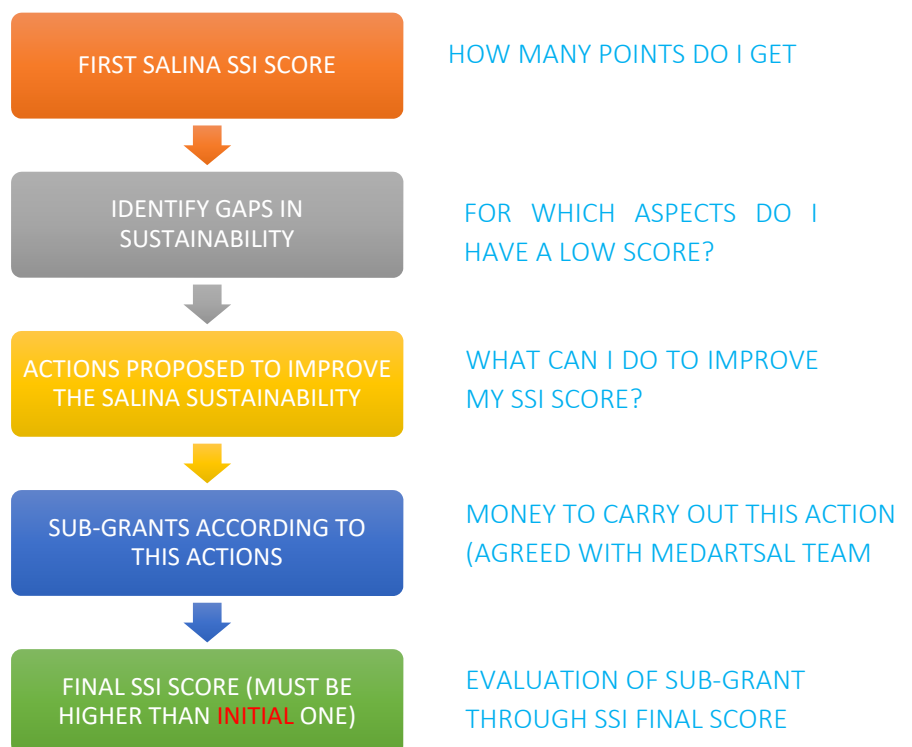 FIRST SALINA SSI SCORE
HOW MANY POINTS DO I GET
IDENTIFY GAPS IN
SUSTAINABILITY
FOR WHICH ASPECTS DO I
HAVE A LOW SCORE?
ACTIONS PROPOSED TO IMPROVE
THE SALINA SUSTAINABILITY
WHAT CAN I DO TO IMPROVE
MY SSI SCORE?
SUB-GRANTS ACCORDING TO
THIS ACTIONS
MONEY TO CARRY OUT THIS ACTION
(AGREED WITH MEDARTSAL TEAM
FINAL SSI SCORE (MUST BE
HIGHER THAN INITIAL ONE)
EVALUATION OF SUB-GRANT
THROUGH SSI FINAL SCORE